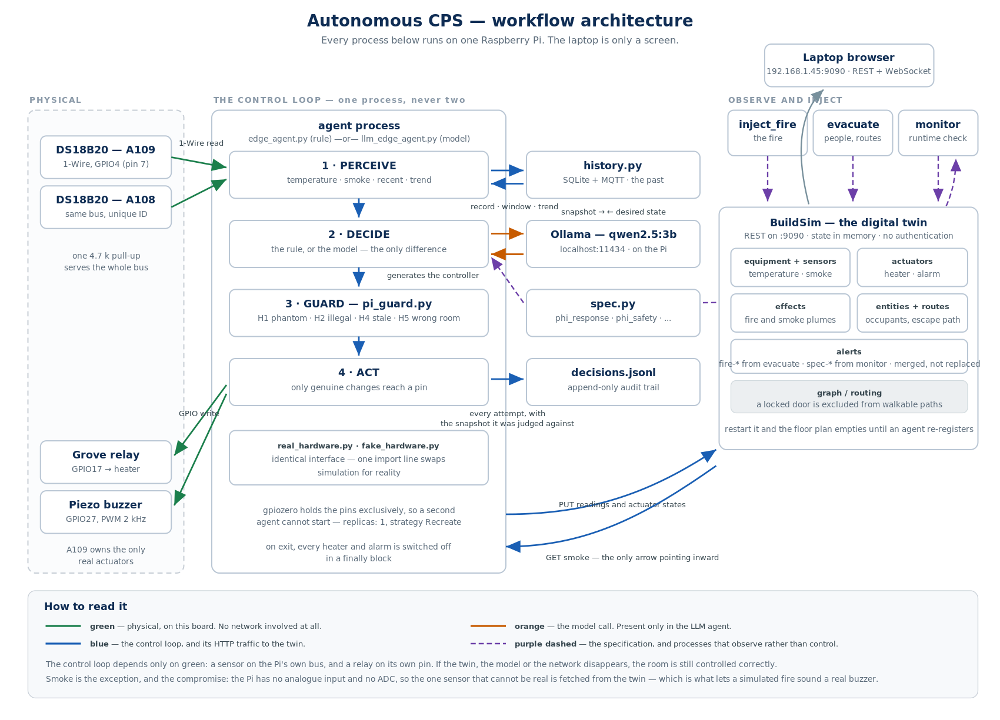 Autonomous CPS — workflow architecture
Every process below runs on one Raspberry Pi. The laptop is only a screen.
Laptop browser
192.168.1.45:9090 · REST + WebSocket
PHYSICAL
DS18B20 — A109
1-Wire, GPIO4 (pin 7)
DS18B20 — A108
same bus, unique ID
one 4.7 k pull-up
serves the whole bus
Grove relay
GPIO17 → heater
Piezo buzzer
GPIO27, PWM 2 kHz
A109 owns the only
real actuators
1-Wire read
GPIO write
THE CONTROL LOOP — one process, never two
agent process
edge_agent.py (rule) —or— llm_edge_agent.py (model)
1 · PERCEIVE
temperature · smoke · recent · trend
2 · DECIDE
the rule, or the model — the only difference
generates the controller
3 · GUARD — pi_guard.py
H1 phantom · H2 illegal · H4 stale · H5 wrong room
4 · ACT
only genuine changes reach a pin
real_hardware.py · fake_hardware.py
identical interface — one import line swaps
simulation for reality
gpiozero holds the pins exclusively, so a second
agent cannot start — replicas: 1, strategy Recreate
on exit, every heater and alarm is switched off
in a finally block
history.py
SQLite + MQTT · the past
record · window · trend
snapshot → ← desired state
Ollama — qwen2.5:3b
localhost:11434 · on the Pi
spec.py
phi_response · phi_safety · ...
decisions.jsonl
append-only audit trail
every attempt, with
the snapshot it was judged against
PUT readings and actuator states
GET smoke — the only arrow pointing inward
OBSERVE AND INJECT
inject_fire
the fire
evacuate
people, routes
monitor
runtime check
BuildSim — the digital twin
REST on :9090 · state in memory · no authentication
equipment + sensors
temperature · smoke
actuators
heater · alarm
effects
fire and smoke plumes
entities + routes
occupants, escape path
alerts
fire-* from evacuate · spec-* from monitor · merged, not replaced
graph / routing
a locked door is excluded from walkable paths
restart it and the floor plan empties until an agent re-registers
How to read it
green — physical, on this board. No network involved at all.
orange — the model call. Present only in the LLM agent.
blue — the control loop, and its HTTP traffic to the twin.
purple dashed — the specification, and processes that observe rather than control.
The control loop depends only on green: a sensor on the Pi's own bus, and a relay on its own pin. If the twin, the model or the network disappears, the room is still controlled correctly.
Smoke is the exception, and the compromise: the Pi has no analogue input and no ADC, so the one sensor that cannot be real is fetched from the twin — which is what lets a simulated fire sound a real buzzer.